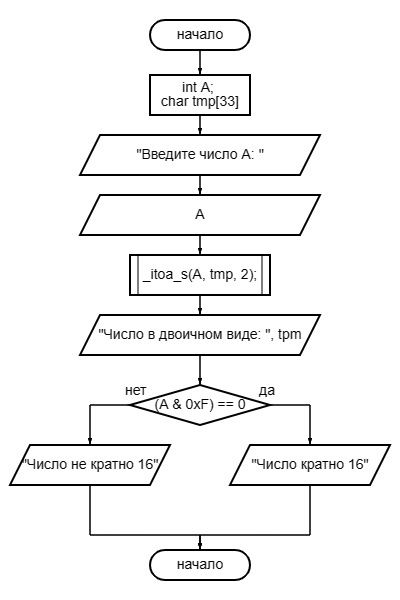 начало
int A;
char tmp[33]
"Введите число А: "
А
_itoa_s(A, tmp, 2);
"Число в двоичном виде: ", tpm
нет
да
(A & 0xF) == 0
"Число не кратно 16"
"Число кратно 16"
начало